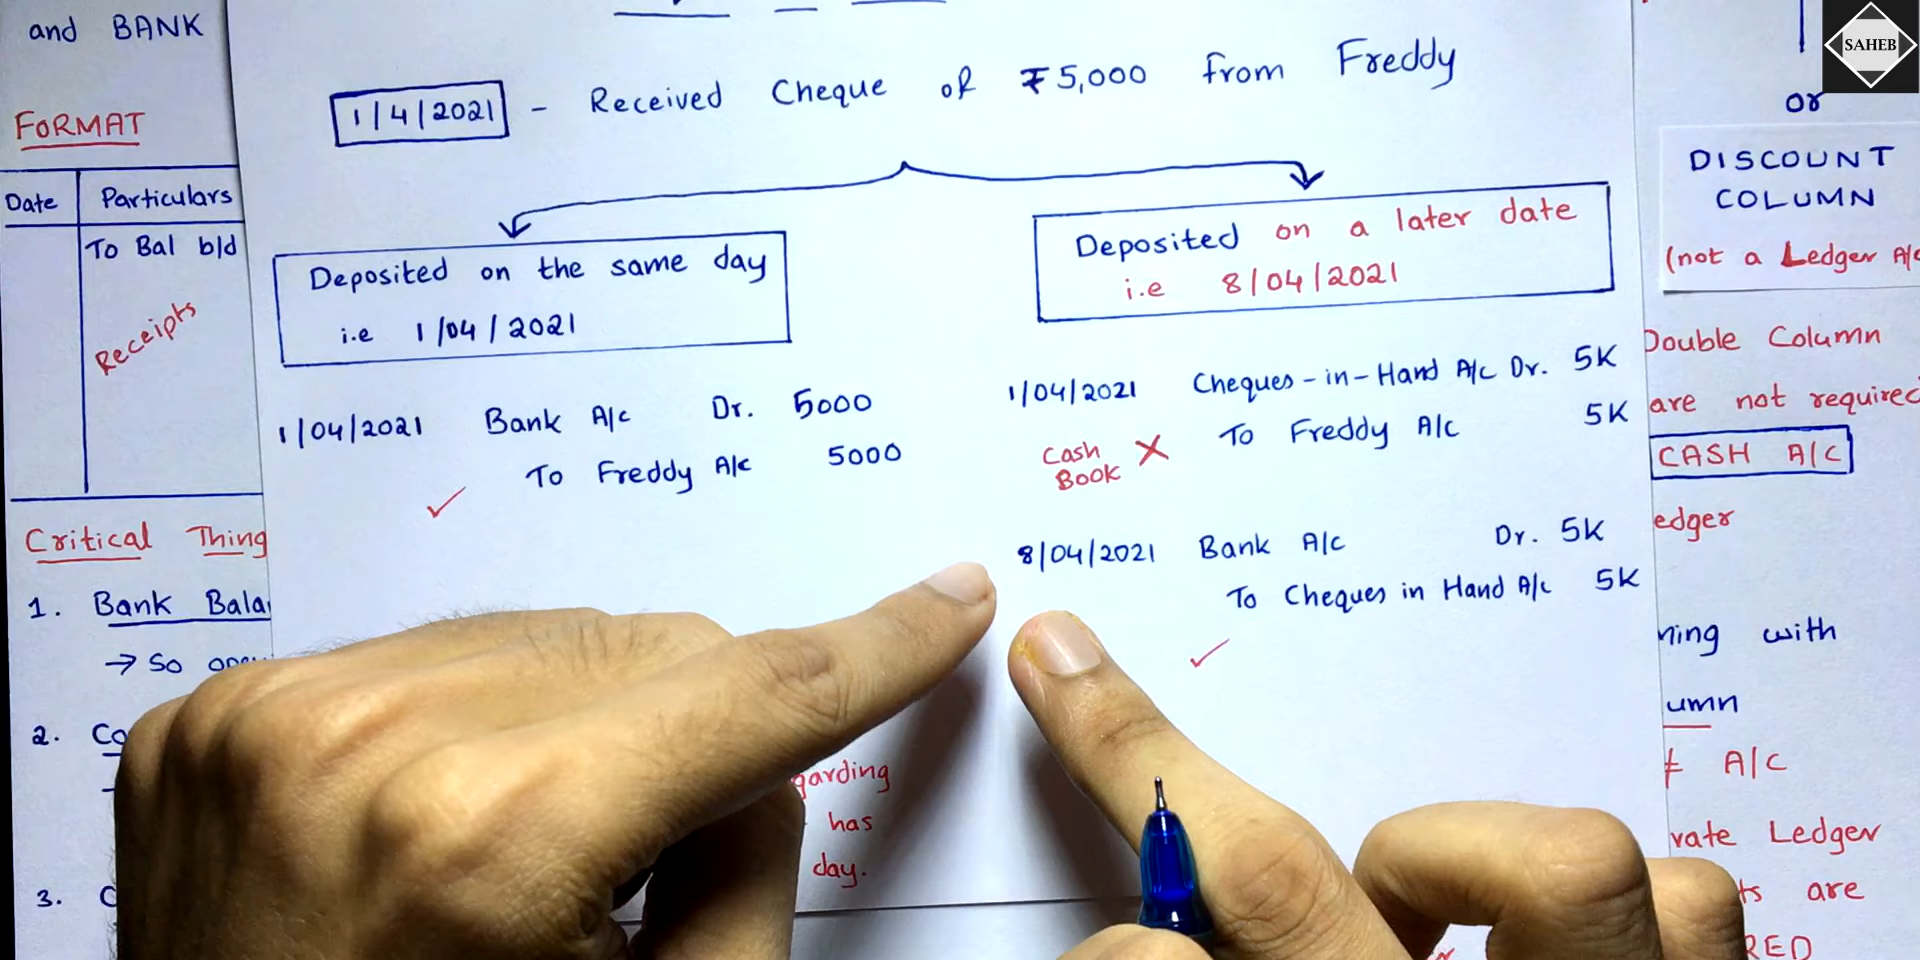 and BANK
FORMAT
Date Particulars
To Bal b/d
Receipts
Critical Thing
1. Bank Bala
→ So
2. Co
3. C
1/4/2021 - Received Cheque of ₹5,000 from Freddy
Deposited on the same day
i.e 1/04/2021
1/04/2021 Bank A/c Dr. 5000
To Freddy A/c 5000
Deposited on a later date
i.e 8/04/2021
1/04/2021 Cheques-in-Hand A/c Dr. 5K
To Freddy A/c 5K
Cash
Book
8/04/2021 Bank A/c Dr. 5K
To Cheques in Hand A/c 5K
garding
has
day.
SAHEB
or
DISCOUNT
COLUMN
(not a Ledger A/c
Double Column
are not required
CASH A/C
edger
ning with
umn
≠ A/C
vate Ledger
ts are
RED